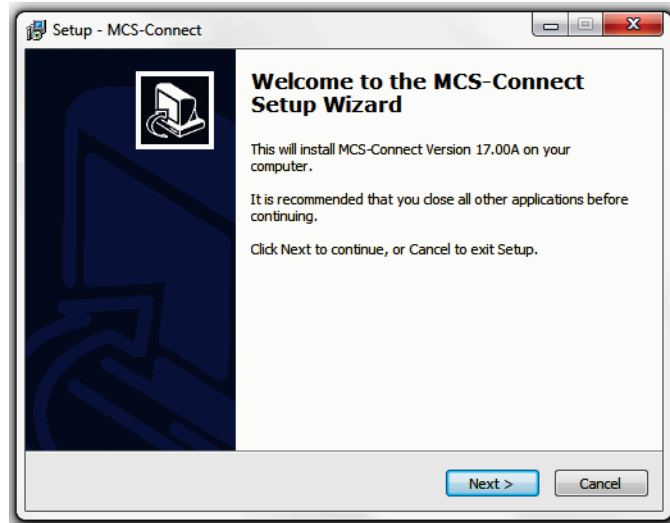 Setup - MCS-Connect
Welcome to the MCS-Connect
Setup Wizard
This will install MCS-Connect Version 17.00A on your
computer.
It is recommended that you close all other applications before
continuing.
Click Next to continue, or Cancel to exit Setup.
Next >
Cancel